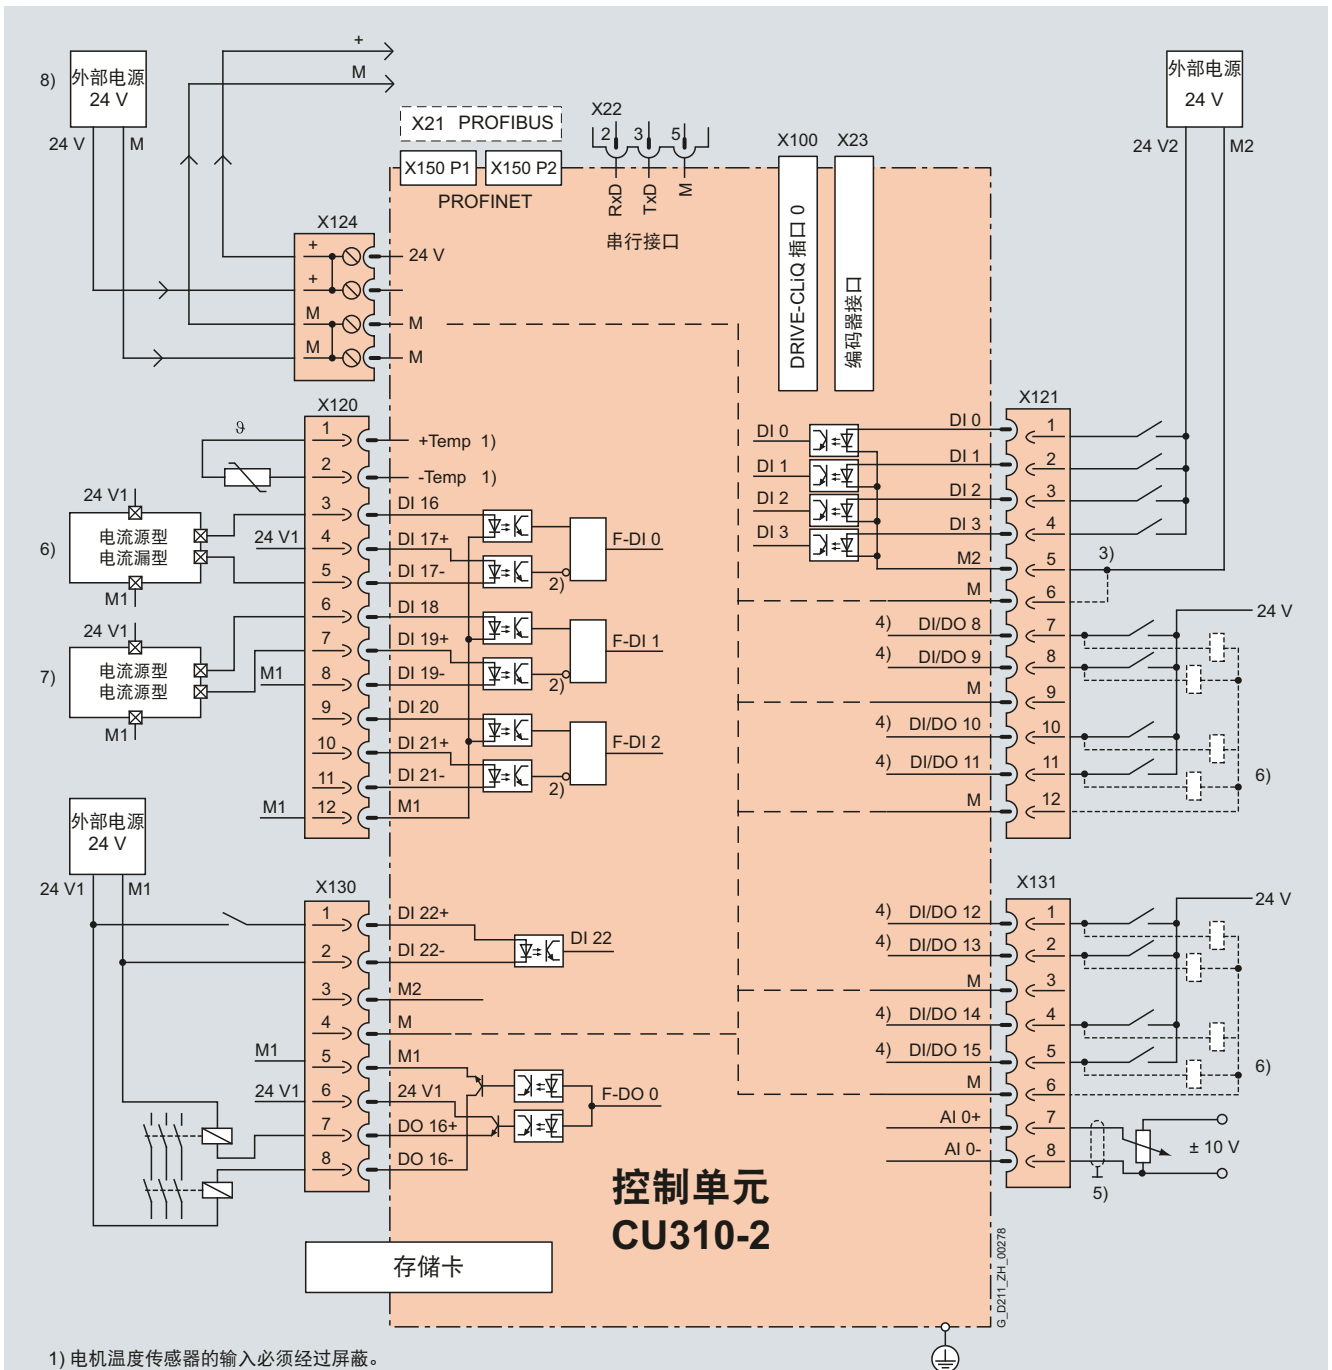 +
M
8)
外部电源
24 V
24 V
M
X21 PROFIBUS
X150 P1
X150 P2
PROFINET
X22
2
3
5
RxD
TxD
M
串行接口
X100
X23
DRIVE-CLiQ 插口 0
编码器接口
外部电源
24 V
24 V2
M2
X124
+
24 V
+
M
M
M
M
X120
ϑ
1
+Temp 1)
2
-Temp 1)
24 V1
6)
电流源型
电流漏型
M1
3
DI 16
24 V1
4
DI 17+
5
DI 17-
2)
F-DI 0
24 V1
7)
电流源型
电流源型
M1
6
DI 18
7
DI 19+
M1
8
DI 19-
2)
F-DI 1
9
DI 20
10
DI 21+
11
DI 21-
2)
F-DI 2
M1
12
M1
X121
DI 0
DI 0
1
DI 1
DI 1
2
DI 2
DI 2
3
DI 3
DI 3
4
M2
5
3)
M
6
24 V
4)
DI/DO 8
7
4)
DI/DO 9
8
M
9
4)
DI/DO 10
10
4)
DI/DO 11
11
6)
M
12
外部电源
24 V
24 V1
M1
X130
1
DI 22+
2
DI 22-
DI 22
3
M2
4
M
M1
5
M1
24 V1
6
24 V1
F-DO 0
7
DO 16+
8
DO 16-
X131
24 V
4)
DI/DO 12
1
4)
DI/DO 13
2
M
3
4)
DI/DO 14
4
4)
DI/DO 15
5
6)
M
6
AI 0+
7
± 10 V
AI 0-
8
5)
控制单元
CU310-2
存储卡
G_D211_ZH_00278
1) 电机温度传感器的输入必须经过屏蔽。